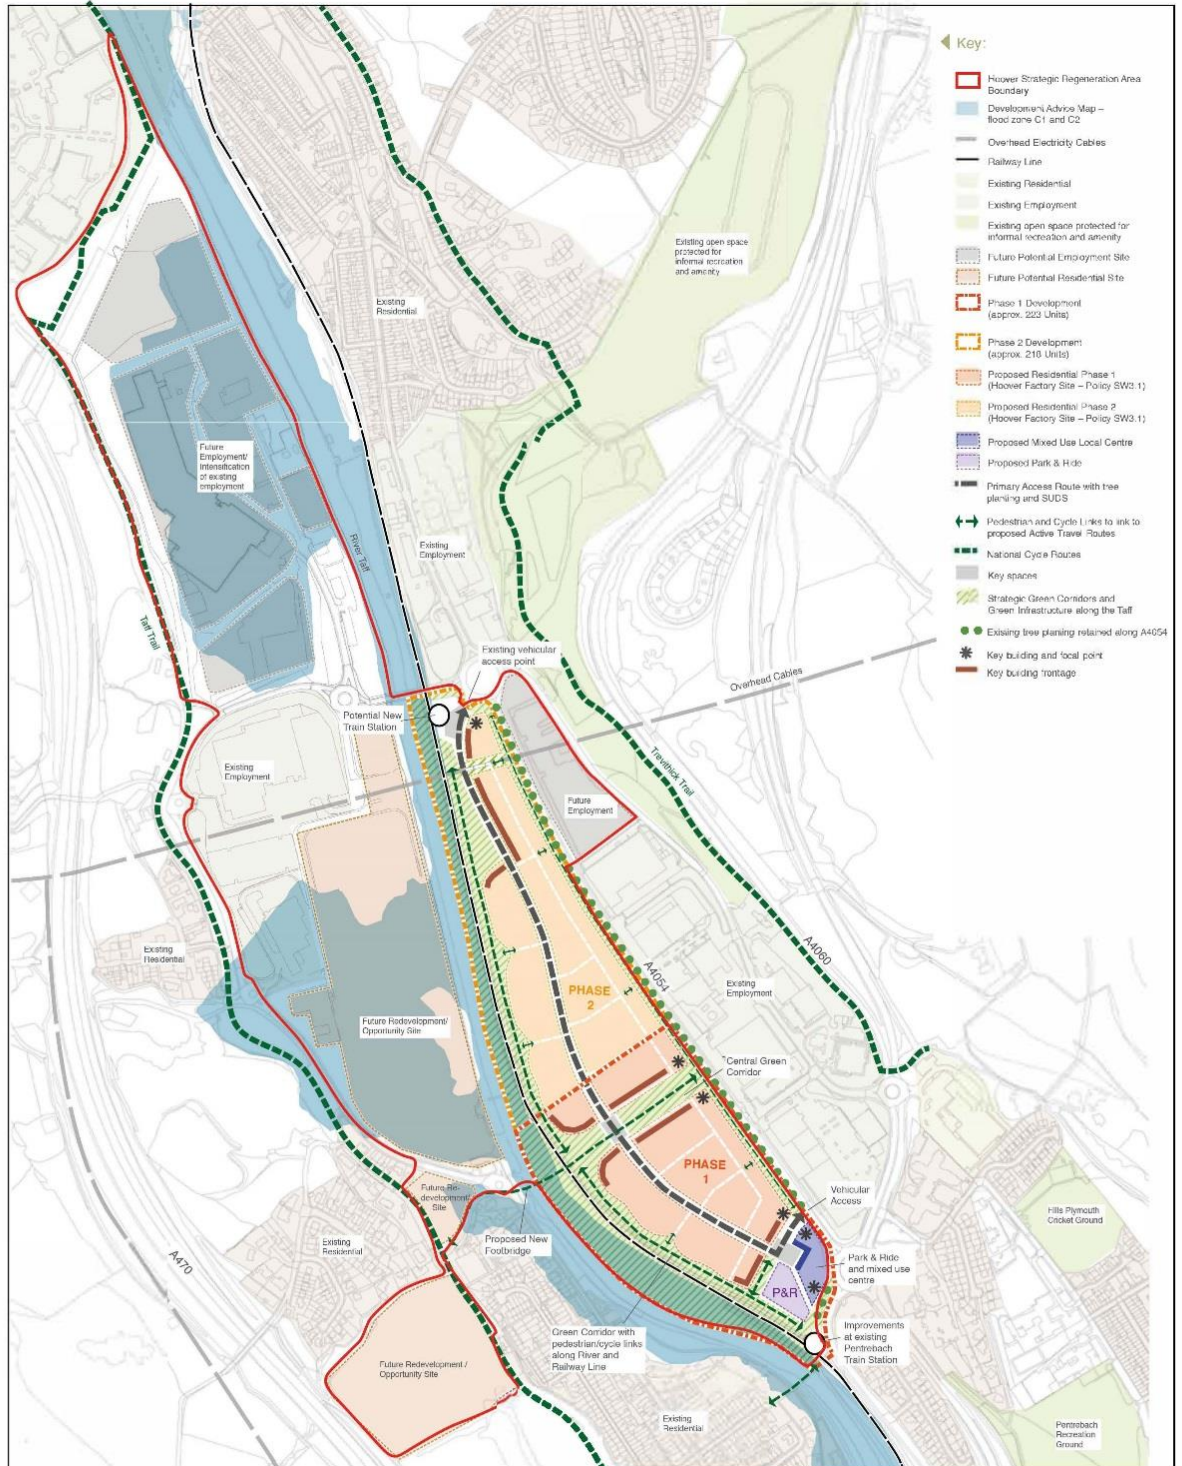 Key:
Hoover Strategic Regeneration Area
Boundary
Development Advice Map –
flood zone C1 and C2
Overhead Electricity Cables
Railway Line
Existing Residential
Existing Employment
Existing open space protected for
informal recreation and amenity
Future Potential Employment Site
Future Potential Residential Site
Phase 1 Development
(approx. 223 Units)
Phase 2 Development
(approx. 218 Units)
Proposed Residential Phase 1
(Hoover Factory Site – Policy SW3.1)
Proposed Residential Phase 2
(Hoover Factory Site – Policy SW3.1)
Proposed Mixed Use Local Centre
Proposed Park & Ride
Primary Access Route with tree
planting and SUDS
Pedestrian and Cycle Links to link to
proposed Active Travel Routes
National Cycle Routes
Key spaces
Strategic Green Corridors and
Green Infrastructure along the Taff
Existing tree planting retained along A4054
Key building and focal point
Key building frontage
Existing open space
protected for
informal recreation
and amenity
Existing
Residential
Future
Employment/
Intensification
of existing
employment
River Taff
Existing
Employment
Taff Trail
Existing vehicular
access point
Overhead Cables
Potential New
Train Station
Trevithick Trail
Existing
Employment
Future
Employment
A4060
Existing
Residential
A4054
PHASE
2
Existing
Employment
Future Redevelopment/
Opportunity Site
Central Green
Corridor
PHASE
1
Vehicular
Access
Future Re-
development/
Site
Hills Plymouth
Cricket Ground
Existing
Residential
Proposed New
Footbridge
A470
Park & Ride
and mixed use
centre
P&R
Green Corridor with
pedestrian/cycle links
along River and
Railway Line
Improvements
at existing
Pentrebach
Train Station
Future Redevelopment /
Opportunity Site
Existing
Residential
Pentrebach
Recreation
Ground